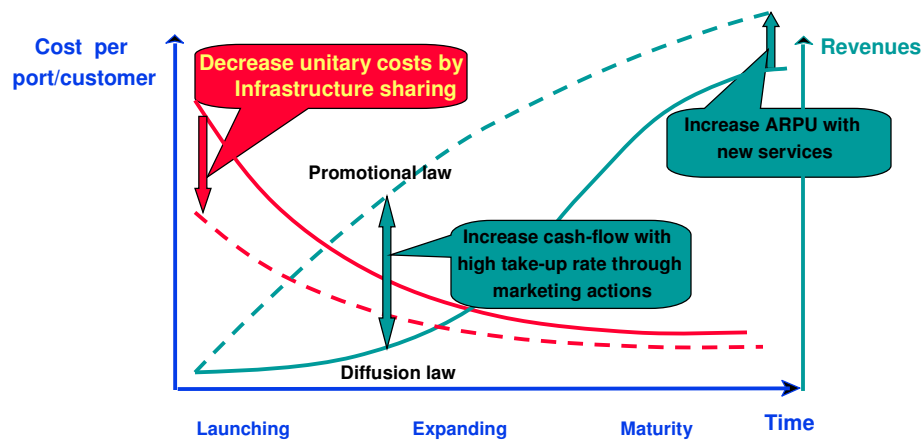 Cost per
port/customer
Decrease unitary costs by
Infrastructure sharing
Revenues
Increase ARPU with
new services
Promotional law
Increase cash-flow with
high take-up rate through
marketing actions
Diffusion law
Launching
Expanding
Maturity
Time